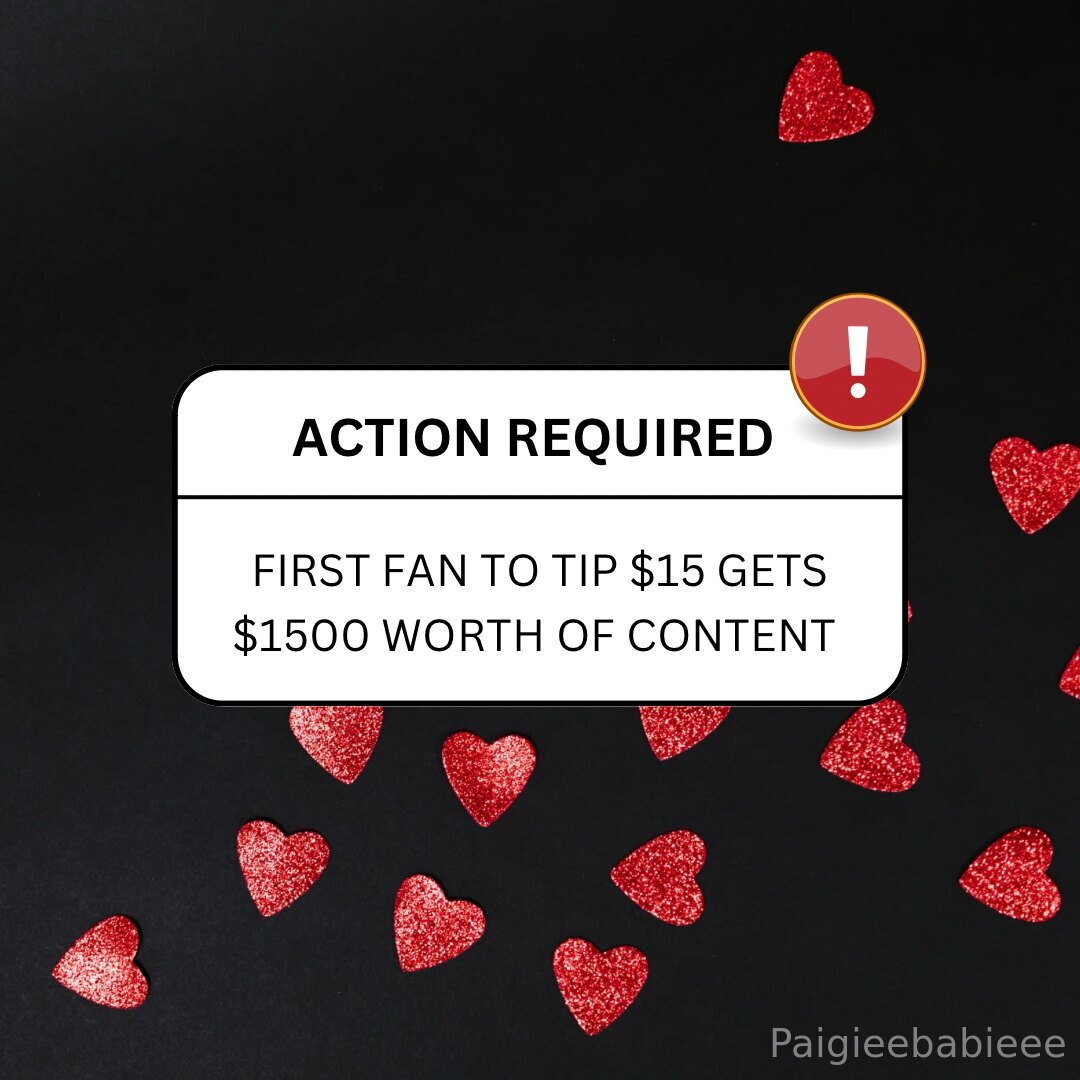 !
ACTION REQUIRED
FIRST FAN TO TIP $15 GETS
$1500 WORTH OF CONTENT
Paigieebabieee